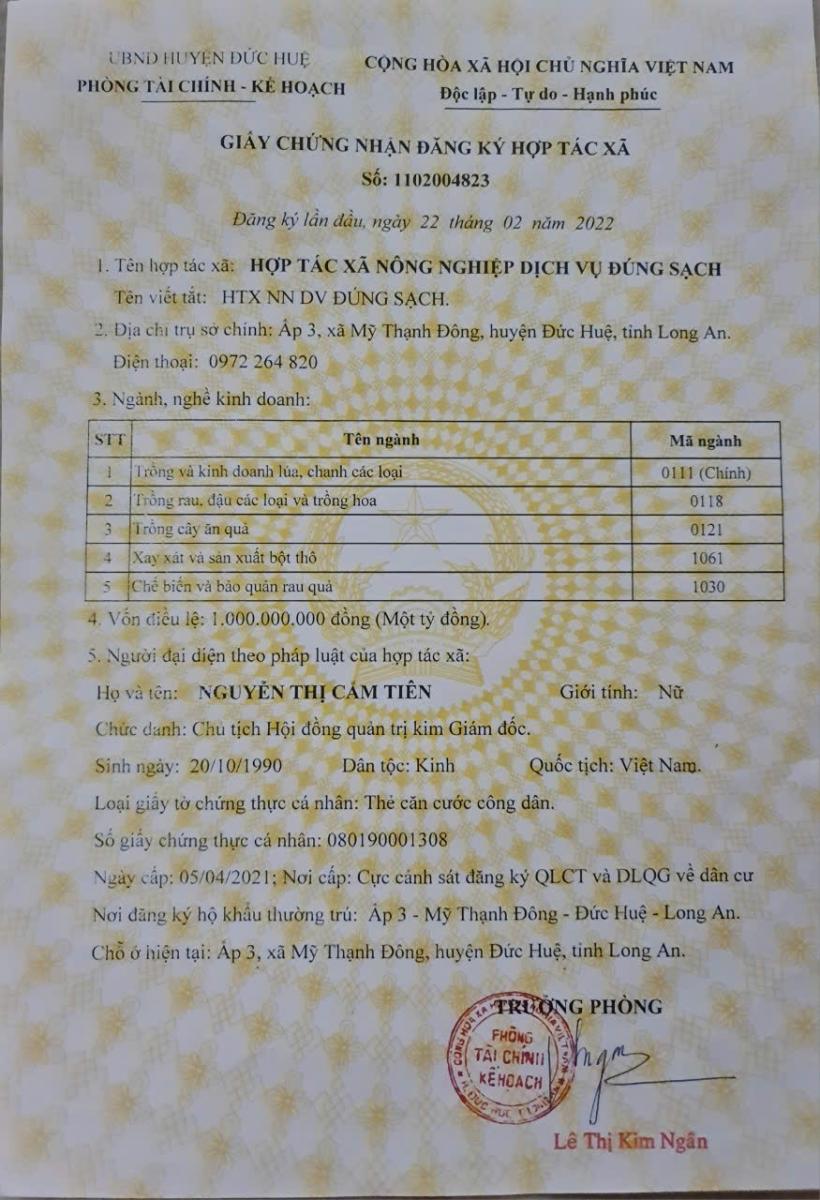 UBND HUYỆN ĐỨC HUỆ
PHÒNG TÀI CHÍNH - KẾ HOẠCH
CỘNG HÒA XÃ HỘI CHỦ NGHĨA VIỆT NAM
Độc lập - Tự do - Hạnh phúc
GIẤY CHỨNG NHẬN ĐĂNG KÝ HỢP TÁC XÃ
Số: 1102004823
Đăng ký lần đầu, ngày 22 tháng 02 năm 2022
1. Tên hợp tác xã: HỢP TÁC XÃ NÔNG NGHIỆP DỊCH VỤ ĐÚNG SẠCH
Tên viết tắt: HTX NN DV ĐÚNG SẠCH.
2. Địa chỉ trụ sở chính: Ấp 3, xã Mỹ Thạnh Đông, huyện Đức Huệ, tỉnh Long An.
Điện thoại: 0972 264 820
3. Ngành, nghề kinh doanh:
STT Tên ngành Mã ngành
1 Trồng và kinh doanh lúa, chanh các loại 0111 (Chính)
2 Trồng rau, đậu các loại và trồng hoa 0118
3 Trồng cây ăn quả 0121
4 Xay xát và sản xuất bột thô 1061
5 Chế biến và bảo quản rau quả 1030
4. Vốn điều lệ: 1.000.000.000 đồng (Một tỷ đồng).
5. Người đại diện theo pháp luật của hợp tác xã:
Họ và tên: NGUYỄN THỊ CẨM TIÊN Giới tính: Nữ
Chức danh: Chủ tịch Hội đồng quản trị kim Giám đốc.
Sinh ngày: 20/10/1990 Dân tộc: Kinh Quốc tịch: Việt Nam.
Loại giấy tờ chứng thực cá nhân: Thẻ căn cước công dân.
Số giấy chứng thực cá nhân: 080190001308
Ngày cấp: 05/04/2021; Nơi cấp: Cực cảnh sát đăng ký QLCT và DLQG về dân cư
Nơi đăng ký hộ khẩu thường trú: Ấp 3 - Mỹ Thạnh Đông - Đức Huệ - Long An.
Chỗ ở hiện tại: Ấp 3, xã Mỹ Thạnh Đông, huyện Đức Huệ, tỉnh Long An.
TRƯỞNG PHÒNG
PHÒNG
TÀI CHÍNH
KẾ HOẠCH
Lê Thị Kim Ngân